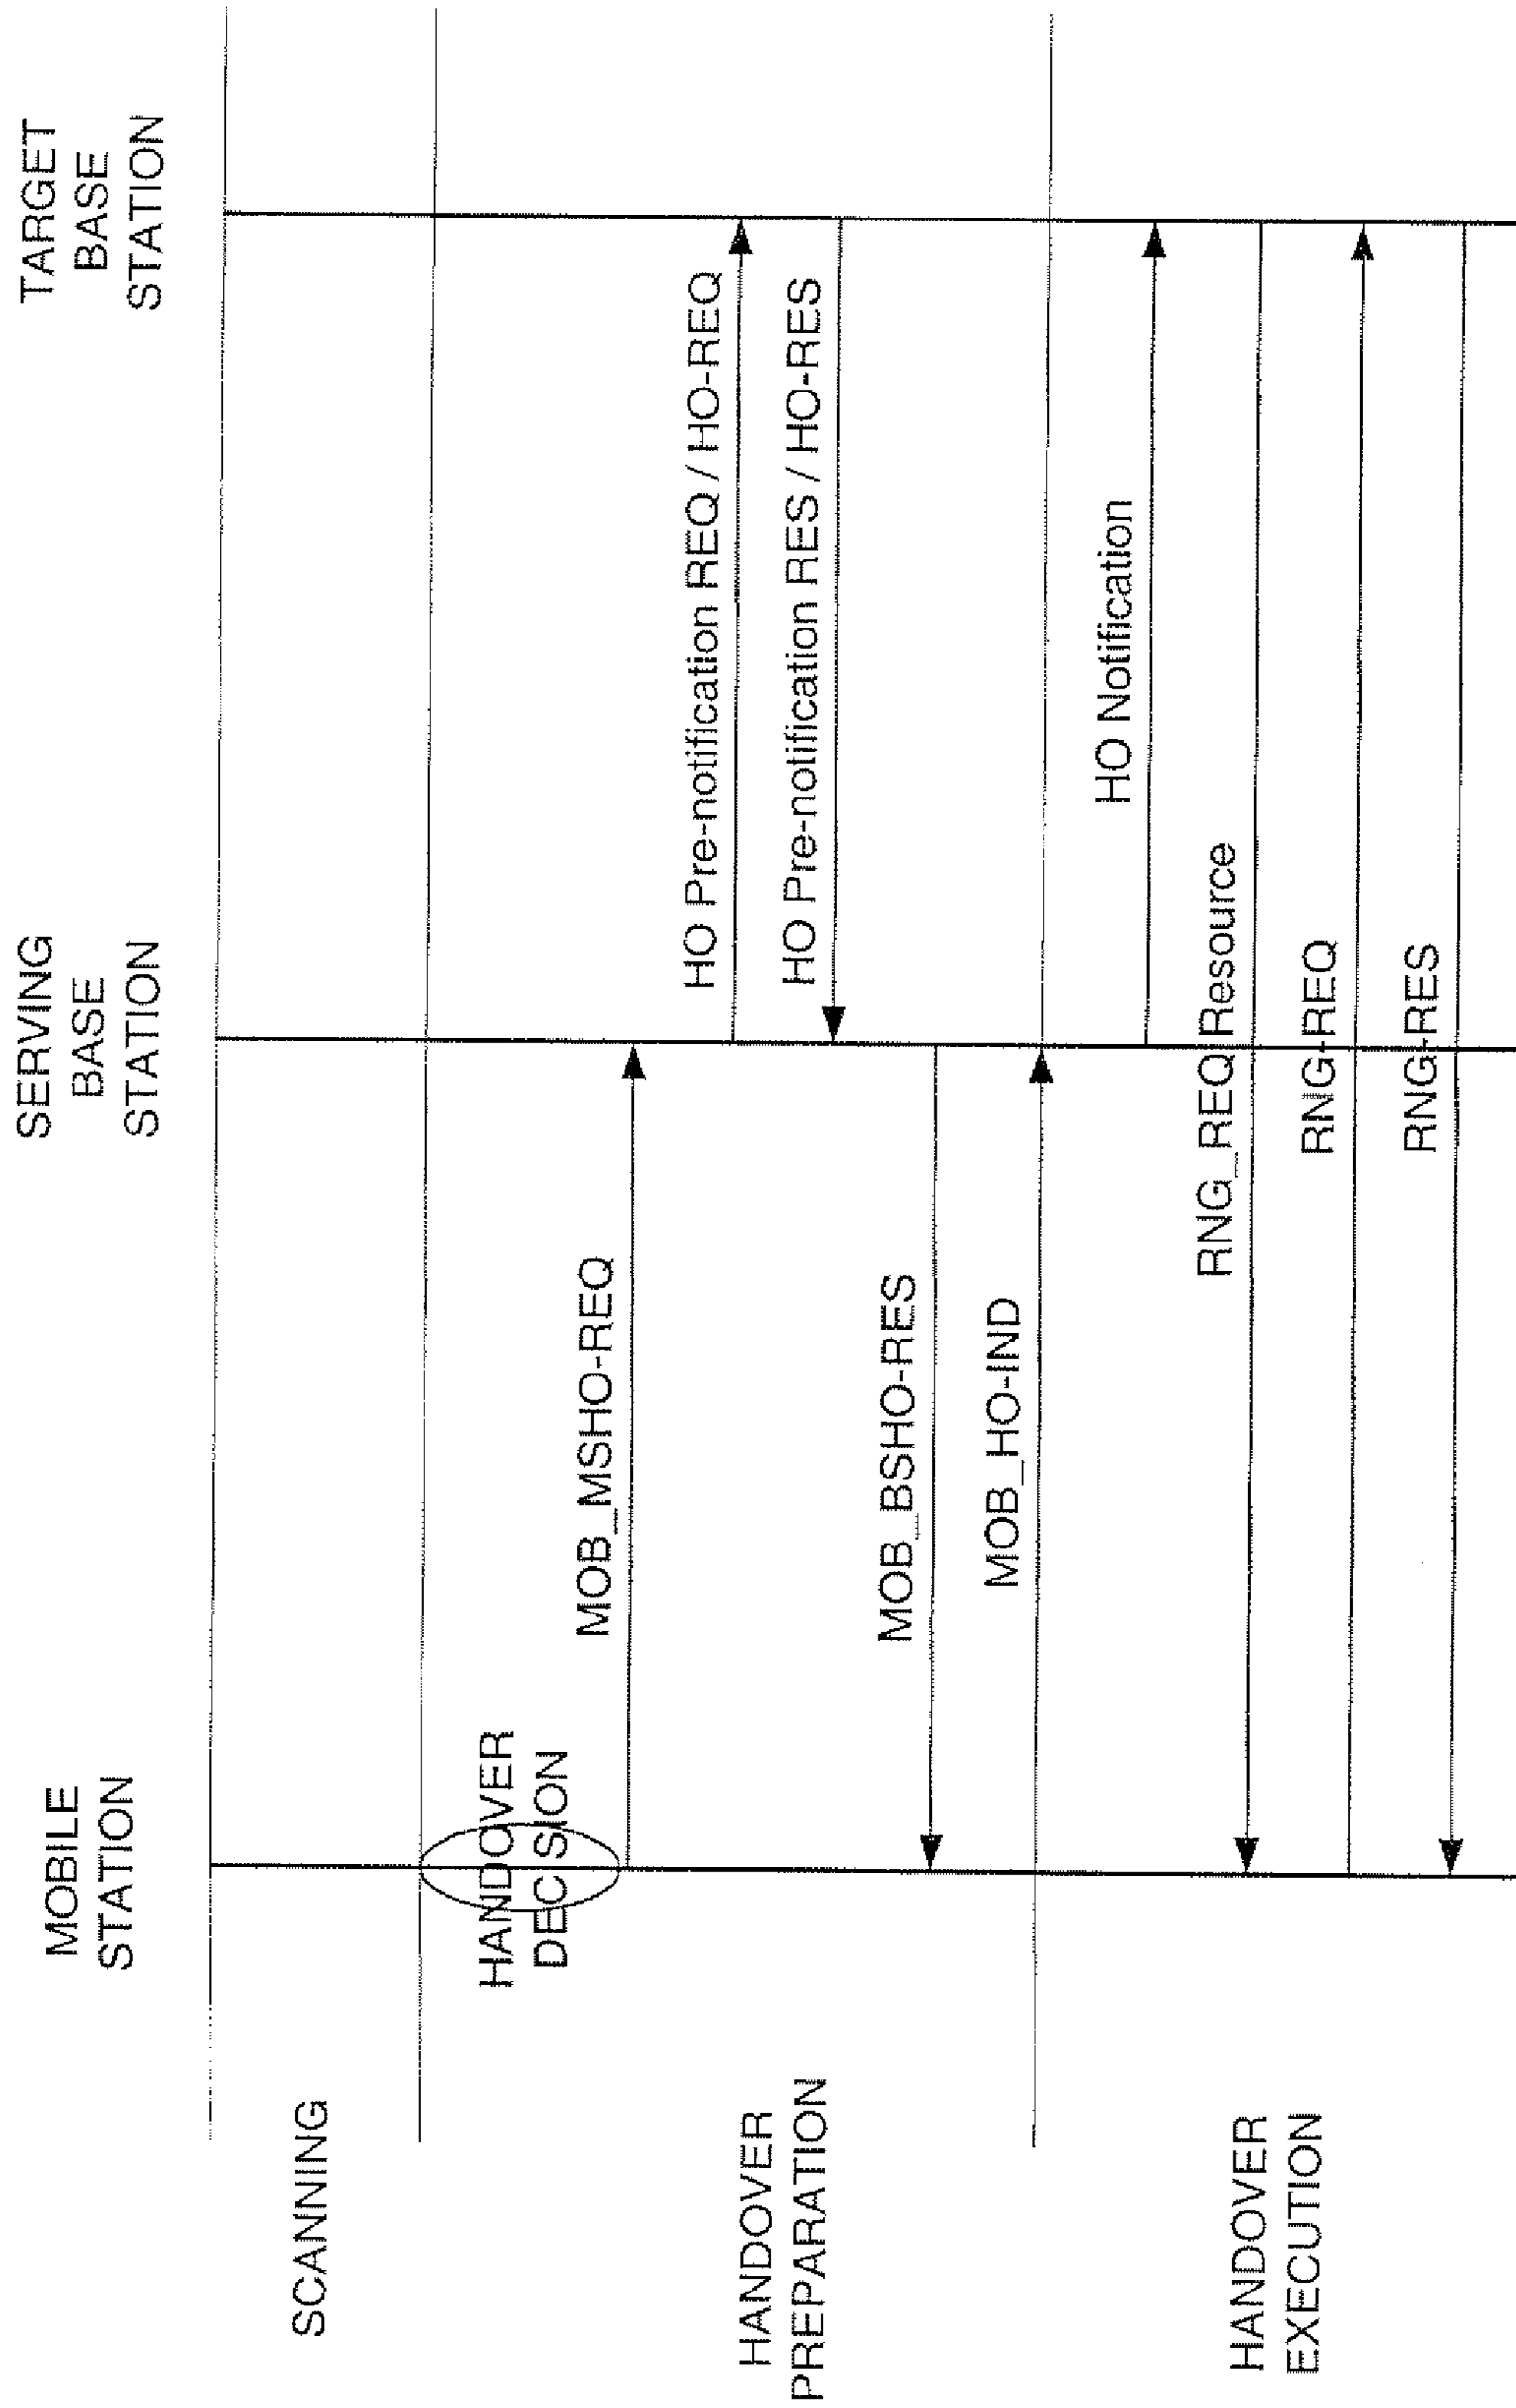 MOBILE
STATION
SERVING
BASE
STATION
TARGET
BASE
STATION
SCANNING
HANDOVER
DECISION
HANDOVER
PREPARATION
MOB_MSHO-REQ
HO Pre-notification REQ / HO-REQ
HO Pre-notification RES / HO-RES
MOB_BSHO-RES
MOB_HO-IND
HANDOVER
EXECUTION
HO Notification
RNG_REQ Resource
RNG-REQ
RNG-RES